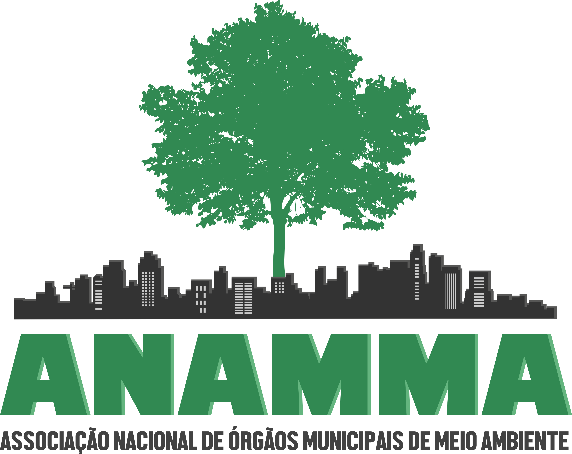 ANAMMA
ASSOCIAÇÃO NACIONAL DE ÓRGÃOS MUNICIPAIS DE MEIO AMBIENTE